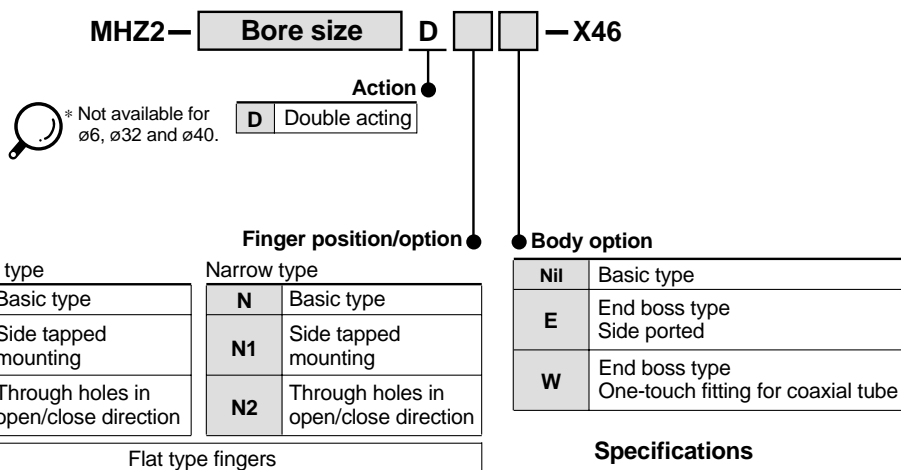 MHZ2— Bore size D —X46
Action
* Not available for
ø6, ø32 and ø40.
D Double acting
Finger position/option
Body option
type
Basic type
Side tapped
mounting
Through holes in
open/close direction
Narrow type
N Basic type
N1 Side tapped
mounting
N2 Through holes in
open/close direction
Flat type fingers
Nil Basic type
E End boss type
Side ported
W End boss type
One-touch fitting for coaxial tube
Specifications